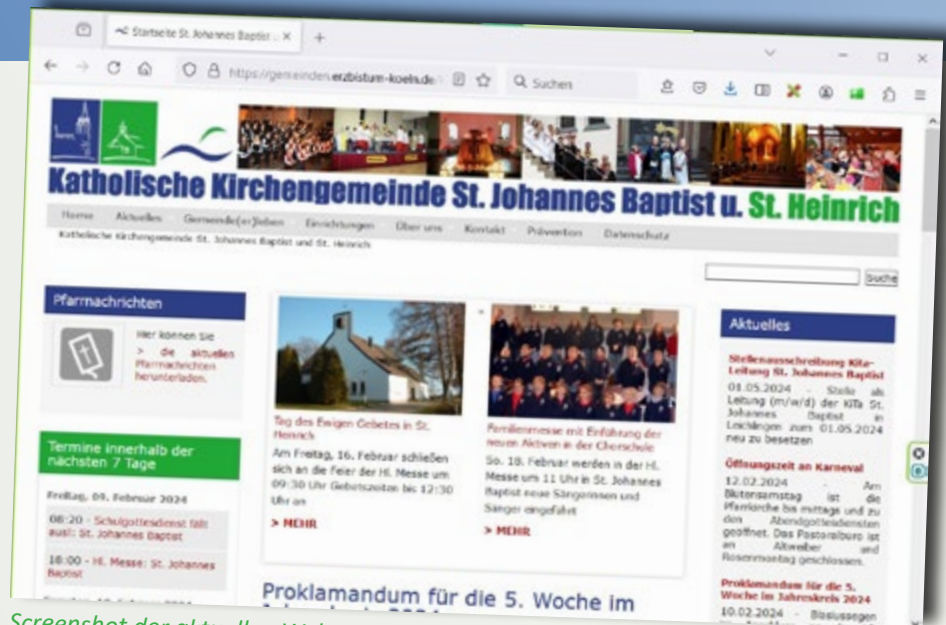 Startseite St. Johannes Baptist ... ×
https://gemeinden.erzbistum-koeln.de
Suchen
Katholische Kirchengemeinde St. Johannes Baptist u. St. Heinrich
Home Aktuelles Gemeinde(er)leben Einrichtungen Über uns Kontakt Prävention Datenschutz
Katholische Kirchengemeinde St. Johannes Baptist und St. Heinrich
Suche
Pfarrnachrichten
Hier können Sie
> die aktuellen
Pfarrnachrichten
herunterladen.
Termine innerhalb der
nächsten 7 Tage
Freitag, 09. Februar 2024
08:20 - Schulgottesdienst fällt
aus!: St. Johannes Baptist
18:00 - Hl. Messe: St. Johannes
Baptist
Tag des Ewigen Gebetes in St.
Heinrich
Am Freitag, 16. Februar schließen
sich an die Feier der Hl. Messe um
09:30 Uhr Gebetszeiten bis 12:30
Uhr an
> MEHR
Familienmesse mit Einführung der
neuen Aktiven in der Chorschule
So. 18. Februar werden in der Hl.
Messe um 11 Uhr in St. Johannes
Baptist neue Sängerinnen und
Sänger eingeführt
> MEHR
Proklamandum für die 5. Woche im
Aktuelles
Stellenausschreibung Kita-
Leitung St. Johannes Baptist
01.05.2024 - Stelle als
Leitung (m/w/d) der KiTa St.
Johannes Baptist in
Leichlingen zum 01.05.2024
neu zu besetzen
Öffnungszeit an Karneval
12.02.2024 - Am
Blutensamstag ist die
Pfarrkirche bis mittags und zu
den Abendgottesdiensten
geöffnet. Das Pastoralbüro ist
an Altweiber und
Rosenmontag geschlossen.
Proklamandum für die 5.
Woche im Jahreskreis 2024
10.02.2024 - Blasiussegen
Screenshot der aktuellen